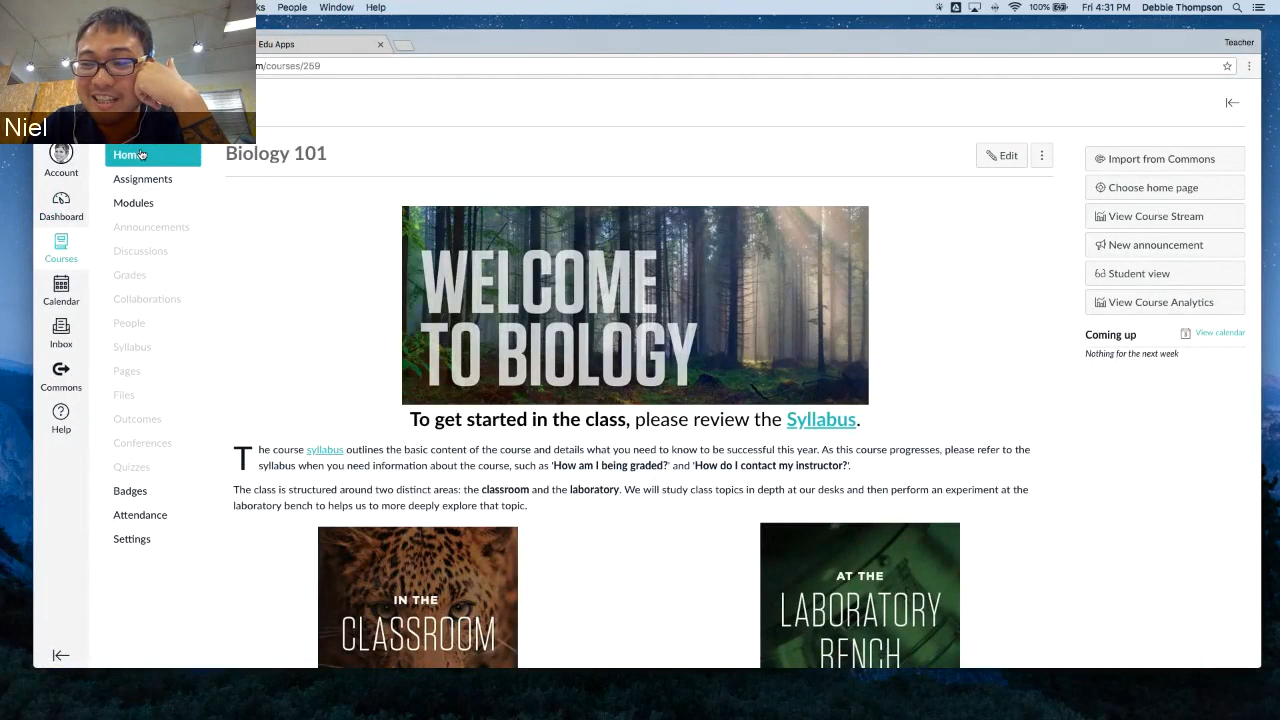 ks People Window Help
100% Fri 4:31 PM Debbie Thompson
Edu Apps
Teacher
m/courses/259
Niel
Account
Dashboard
Courses
Calendar
Inbox
Commons
Help
Home
Assignments
Modules
Announcements
Discussions
Grades
Collaborations
People
Syllabus
Pages
Files
Outcomes
Conferences
Quizzes
Badges
Attendance
Settings
Biology 101
Edit
WELCOME
TO BIOLOGY
To get started in the class, please review the Syllabus.
The course syllabus outlines the basic content of the course and details what you need to know to be successful this year. As this course progresses, please refer to the
syllabus when you need information about the course, such as 'How am I being graded?' and 'How do I contact my instructor?'.
The class is structured around two distinct areas: the classroom and the laboratory. We will study class topics in depth at our desks and then perform an experiment at the
laboratory bench to helps us to more deeply explore that topic.
IN THE
CLASSROOM
AT THE
LABORATORY
BENCH
Import from Commons
Choose home page
View Course Stream
New announcement
Student view
View Course Analytics
Coming up
View calendar
Nothing for the next week